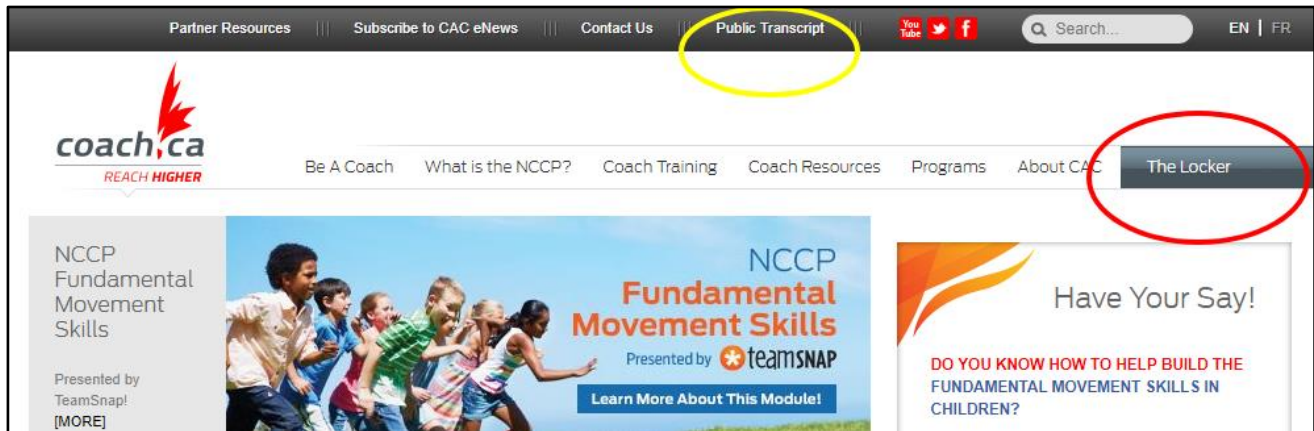 Partner Resources ||| Subscribe to CAC eNews ||| Contact Us ||| Public Transcript ||| You Tube Search... EN | FR
coach.ca
REACH HIGHER
Be A Coach What is the NCCP? Coach Training Coach Resources Programs About CAC The Locker
NCCP
Fundamental
Movement
Skills
Presented by
TeamSnap!
[MORE]
NCCP
Fundamental
Movement Skills
Presented by teamSNAP
Learn More About This Module!
Have Your Say!
DO YOU KNOW HOW TO HELP BUILD THE
FUNDAMENTAL MOVEMENT SKILLS IN
CHILDREN?